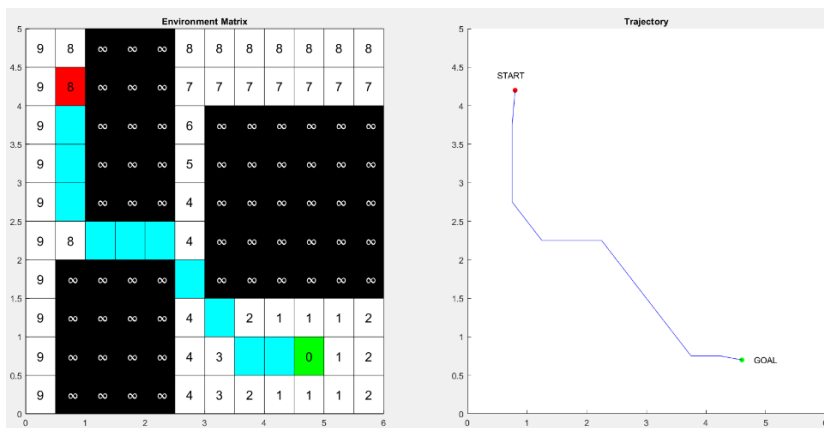 Environment Matrix
5
4.5
4
3.5
3
2.5
2
1.5
1
0.5
0
9 8 ∞ ∞ ∞ 8 8 8 8 8 8 8
9 8 ∞ ∞ ∞ 7 7 7 7 7 7 7
9 ∞ ∞ ∞ 6 ∞ ∞ ∞ ∞ ∞ ∞
9 ∞ ∞ ∞ 5 ∞ ∞ ∞ ∞ ∞ ∞
9 ∞ ∞ ∞ 4 ∞ ∞ ∞ ∞ ∞ ∞
9 8 4 ∞ ∞ ∞ ∞ ∞ ∞
9 ∞ ∞ ∞ ∞ ∞ ∞ ∞ ∞ ∞ ∞
9 ∞ ∞ ∞ ∞ 4 2 1 1 1 2
9 ∞ ∞ ∞ ∞ 4 3 0 1 2
9 ∞ ∞ ∞ ∞ 4 3 2 1 1 1 2
0 1 2 3 4 5 6
Trajectory
5
4.5
4
3.5
3
2.5
2
1.5
1
0.5
0
START
GOAL
0 1 2 3 4 5 6